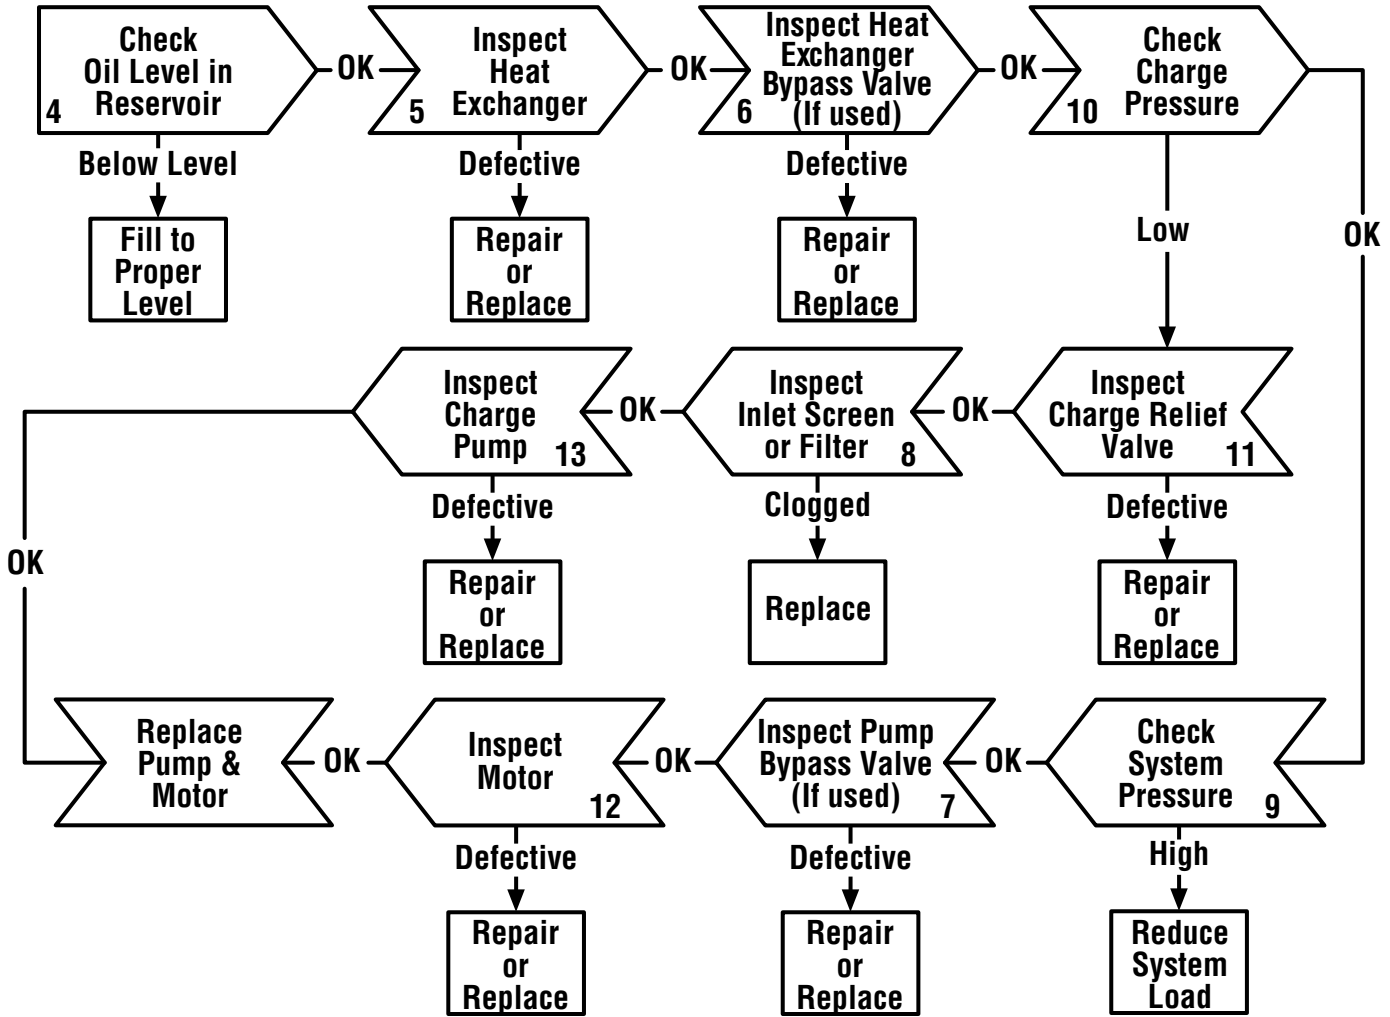 Check
Oil Level in
Reservoir
4
OK
Inspect
Heat
Exchanger
5
OK
Inspect Heat
Exchanger
Bypass Valve
(If used)
6
OK
Check
Charge
Pressure
10
Below Level
Defective
Defective
Low
OK
Fill to
Proper
Level
Repair
or
Replace
Repair
or
Replace
Inspect
Charge Relief
Valve
11
OK
Inspect
Inlet Screen
or Filter
8
OK
Inspect
Charge
Pump
13
Defective
Clogged
Defective
OK
Repair
or
Replace
Replace
Repair
or
Replace
Check
System
Pressure
9
OK
Inspect Pump
Bypass Valve
(If used)
7
OK
Inspect
Motor
12
OK
Replace
Pump &
Motor
High
Defective
Defective
Reduce
System
Load
Repair
or
Replace
Repair
or
Replace